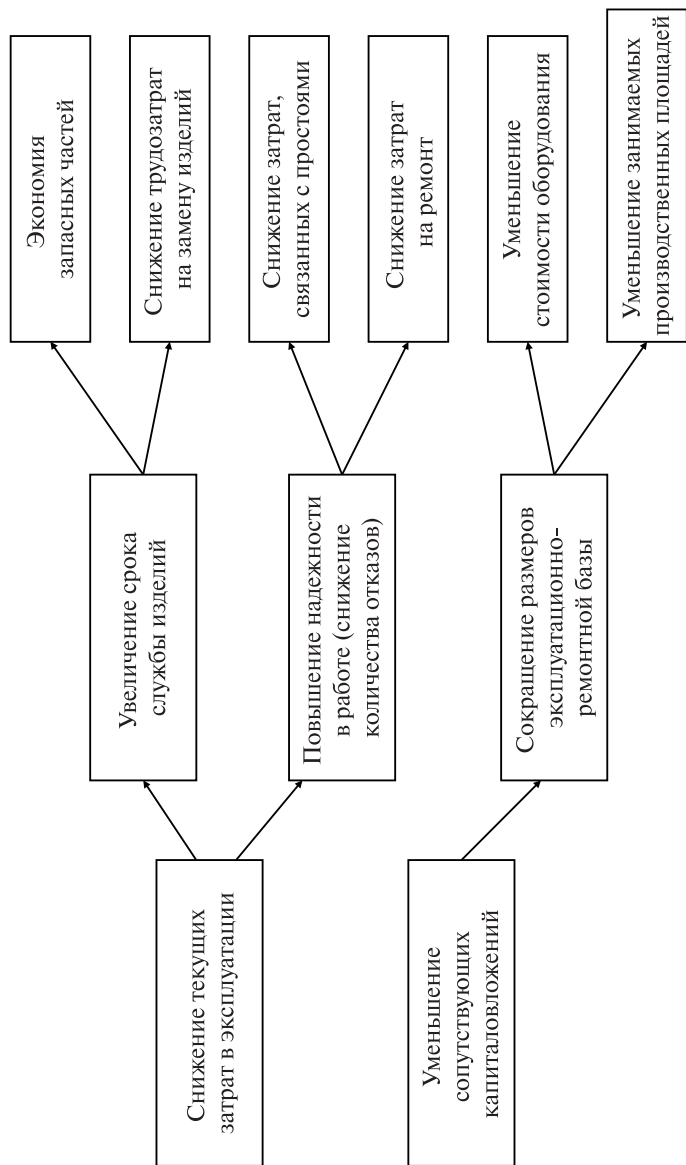 Снижение текущих
затрат в эксплуатации
Уменьшение
сопутствующих
капиталовложений
Увеличение срока
службы изделий
Повышение надежности
в работе (снижение
количества отказов)
Сокращение размеров
эксплуатационно-
ремонтной базы
Экономия
запасных частей
Снижение трудозатрат
на замену изделий
Снижение затрат,
связанных с простоями
Снижение затрат
на ремонт
Уменьшение
стоимости оборудования
Уменьшение занимаемых
производственных площадей